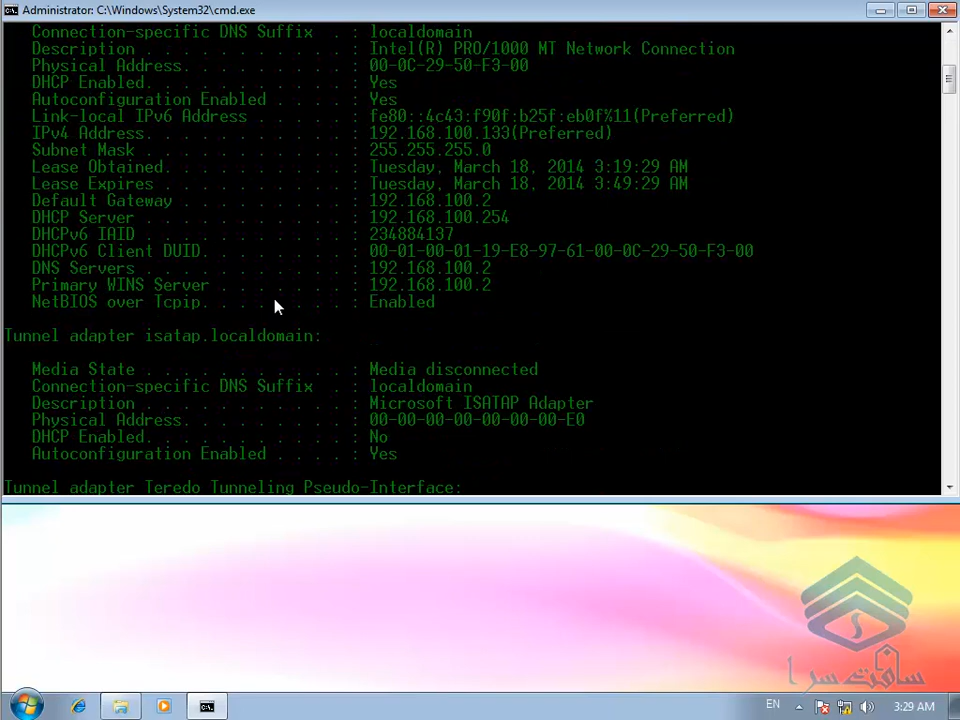 Administrator: C:\Windows\System32\cmd.exe
Connection-specific DNS Suffix . : localdomain
Description . . . . . . . . . . . : Intel(R) PRO/1000 MT Network Connection
Physical Address. . . . . . . . . : 00-0C-29-50-F3-00
DHCP Enabled. . . . . . . . . . . : Yes
Autoconfiguration Enabled . . . . : Yes
Link-local IPv6 Address . . . . . : fe80::4c43:f90f:b25f:eb0f%11(Preferred)
IPv4 Address. . . . . . . . . . . : 192.168.100.133(Preferred)
Subnet Mask . . . . . . . . . . . : 255.255.255.0
Lease Obtained. . . . . . . . . . : Tuesday, March 18, 2014 3:19:29 AM
Lease Expires . . . . . . . . . . : Tuesday, March 18, 2014 3:49:29 AM
Default Gateway . . . . . . . . . : 192.168.100.2
DHCP Server . . . . . . . . . . . : 192.168.100.254
DHCPv6 IAID . . . . . . . . . . . : 234884137
DHCPv6 Client DUID. . . . . . . . : 00-01-00-01-19-E8-97-61-00-0C-29-50-F3-00
DNS Servers . . . . . . . . . . . : 192.168.100.2
Primary WINS Server . . . . . . . : 192.168.100.2
NetBIOS over Tcpip. . . . . . . . : Enabled
Tunnel adapter isatap.localdomain:
Media State . . . . . . . . . . . : Media disconnected
Connection-specific DNS Suffix . : localdomain
Description . . . . . . . . . . . : Microsoft ISATAP Adapter
Physical Address. . . . . . . . . : 00-00-00-00-00-00-00-E0
DHCP Enabled. . . . . . . . . . . : No
Autoconfiguration Enabled . . . . : Yes
Tunnel adapter Teredo Tunneling Pseudo-Interface:
سافت سرا
EN
3:29 AM